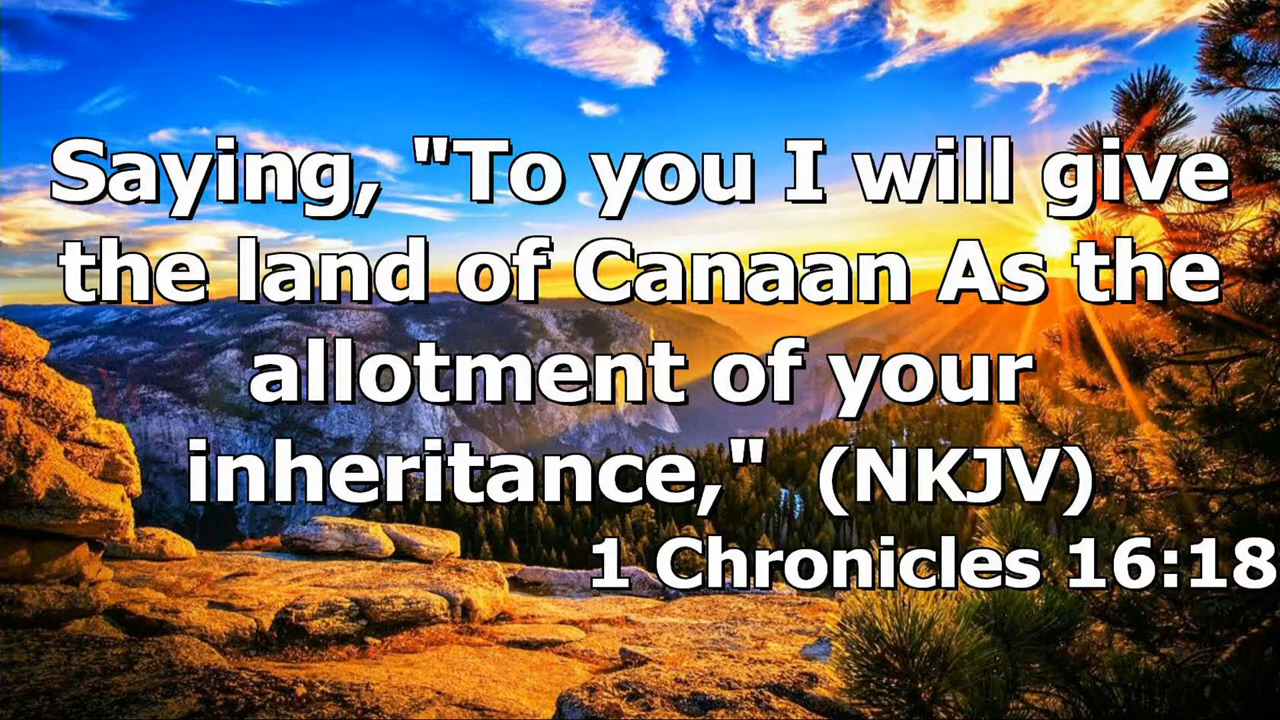 Saying, "To you I will give
the land of Canaan As the
allotment of your
inheritance," (NKJV)
1 Chronicles 16:18